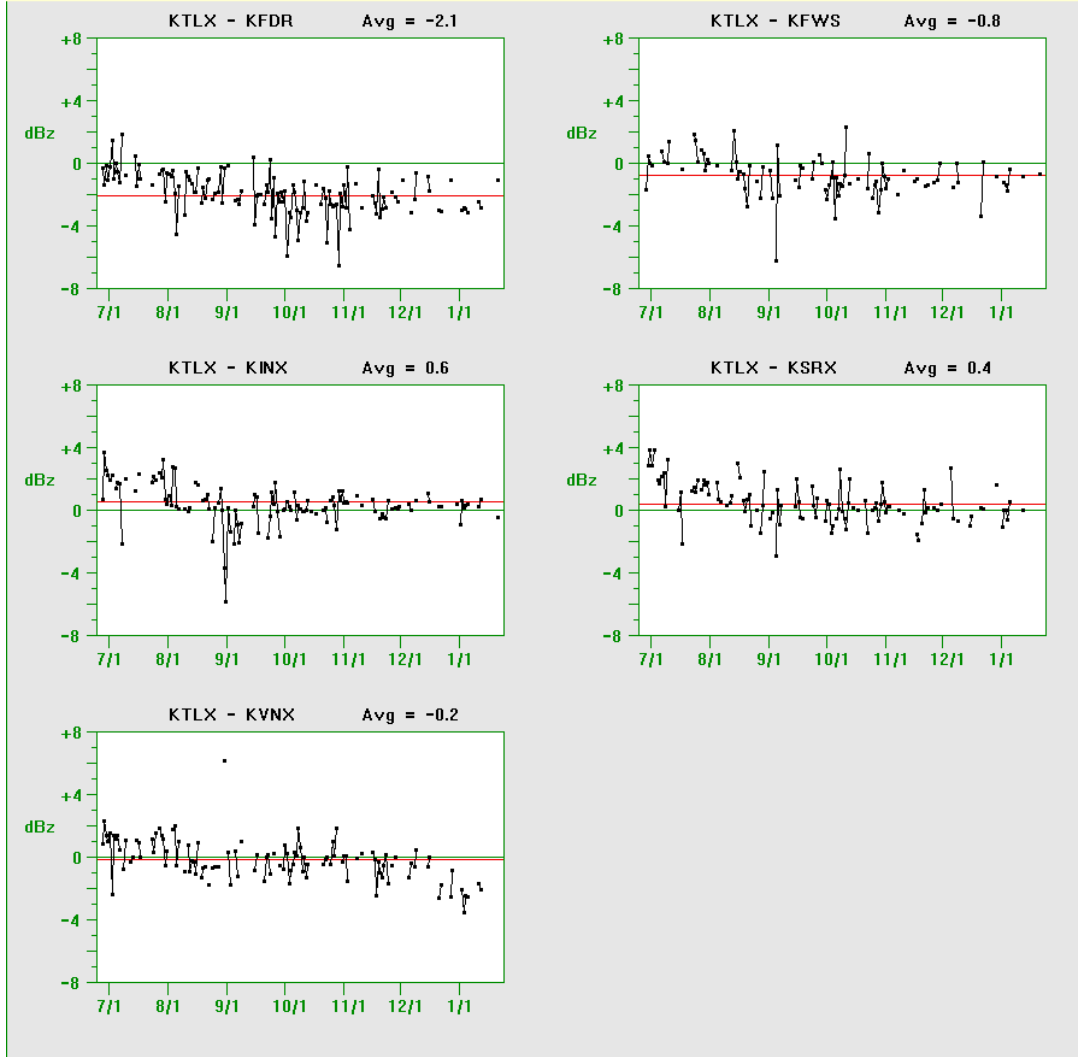 KTLX - KFDR Avg = -2.1
+8
+4
dBz
0
-4
-8
7/1 8/1 9/1 10/1 11/1 12/1 1/1
KTLX - KFWS Avg = -0.8
+8
+4
dBz
0
-4
-8
7/1 8/1 9/1 10/1 11/1 12/1 1/1
KTLX - KINX Avg = 0.6
+8
+4
dBz
0
-4
-8
7/1 8/1 9/1 10/1 11/1 12/1 1/1
KTLX - KSRX Avg = 0.4
+8
+4
dBz
0
-4
-8
7/1 8/1 9/1 10/1 11/1 12/1 1/1
KTLX - KVNX Avg = -0.2
+8
+4
dBz
0
-4
-8
7/1 8/1 9/1 10/1 11/1 12/1 1/1